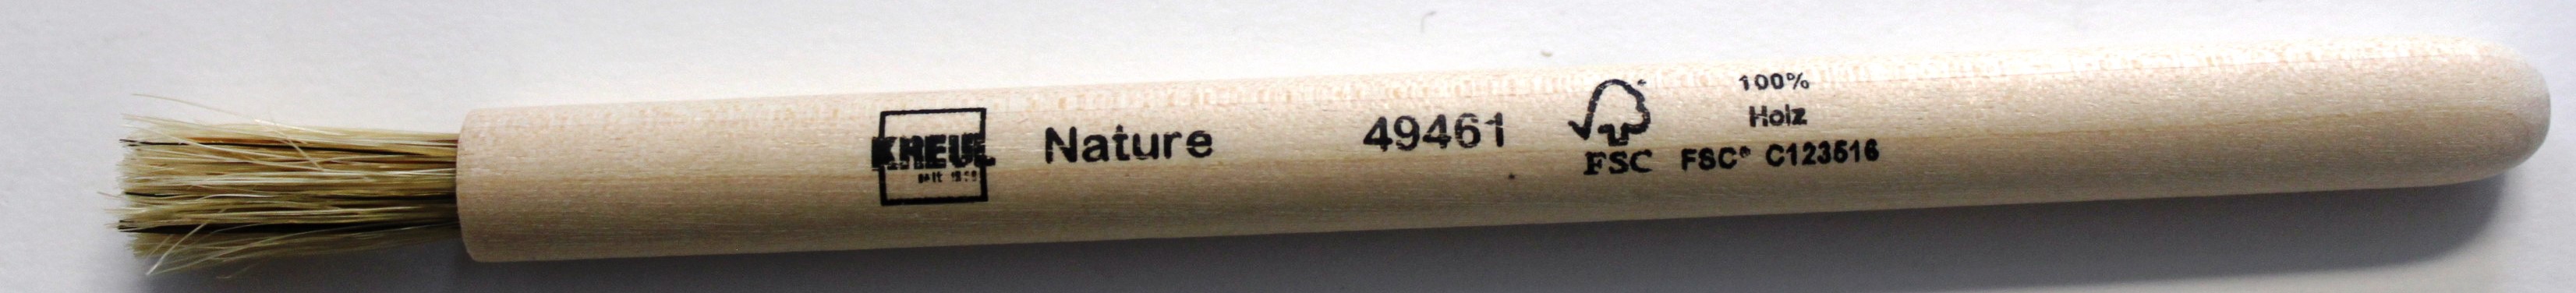 KREUL
seit 1838
Nature
49461
FSC
100%
Holz
FSC® C123516